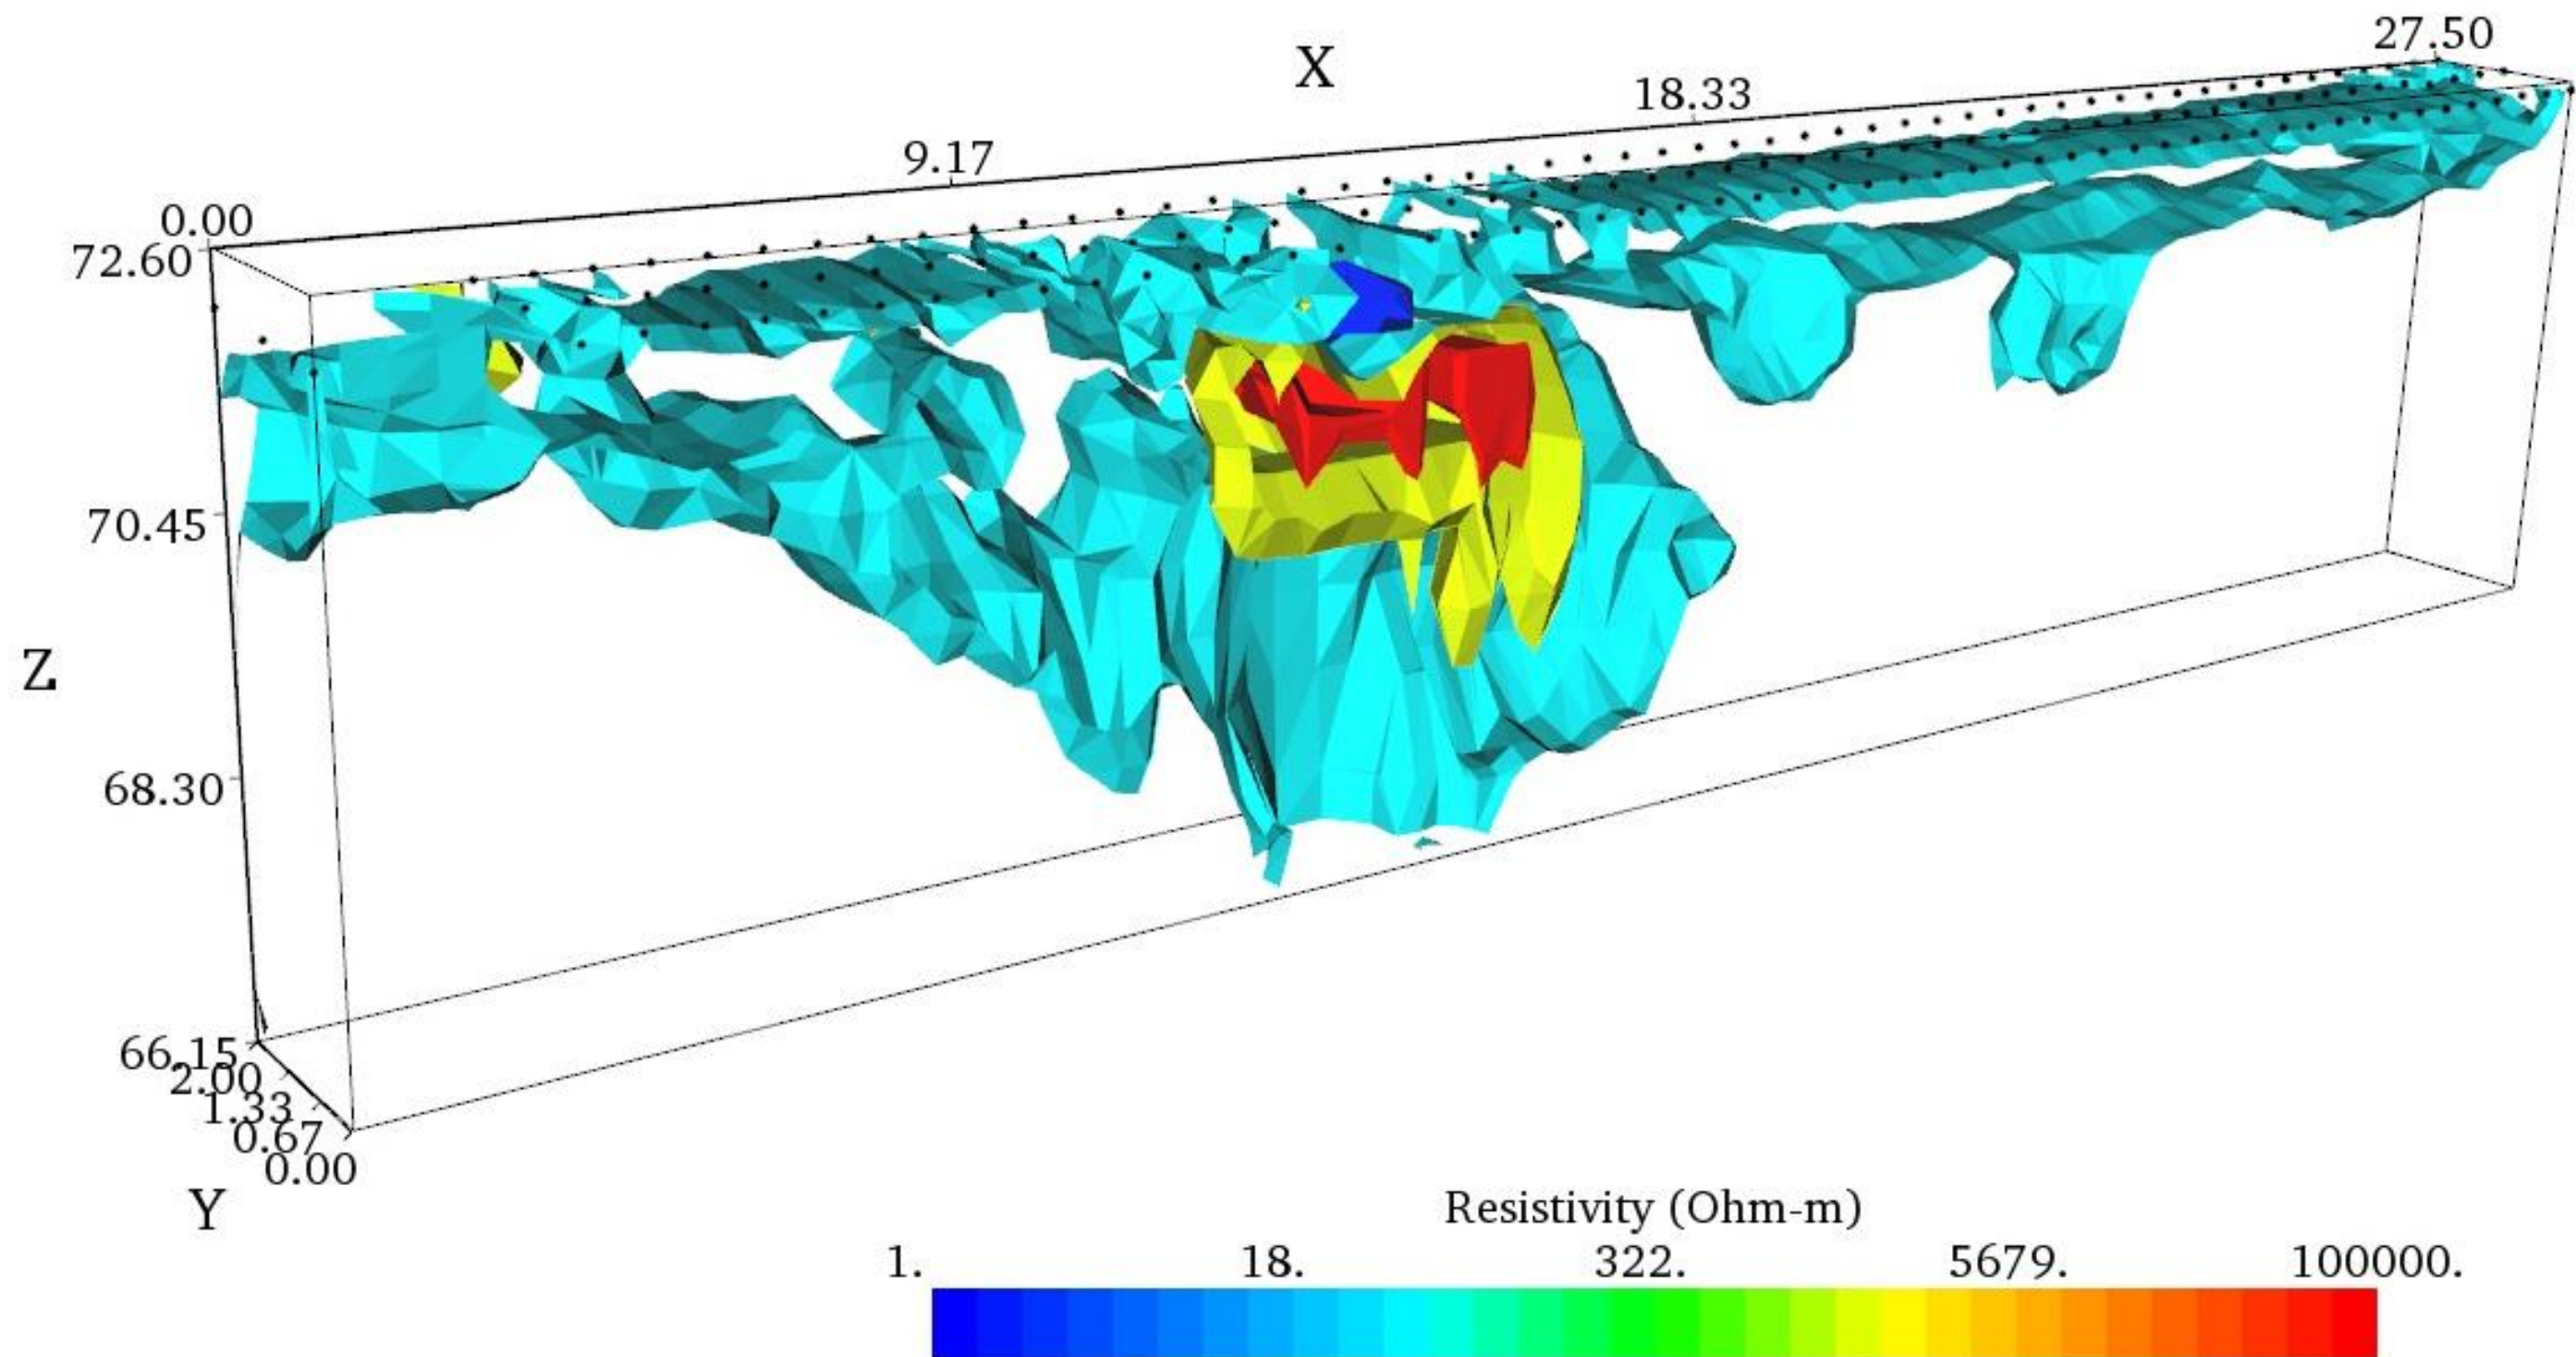 27.50
X
18.33
9.17
0.00
72.60
70.45
Z
68.30
66.15
2.00
1.33
0.67
0.00
Y
Resistivity (Ohm-m)
1. 18. 322. 5679. 100000.